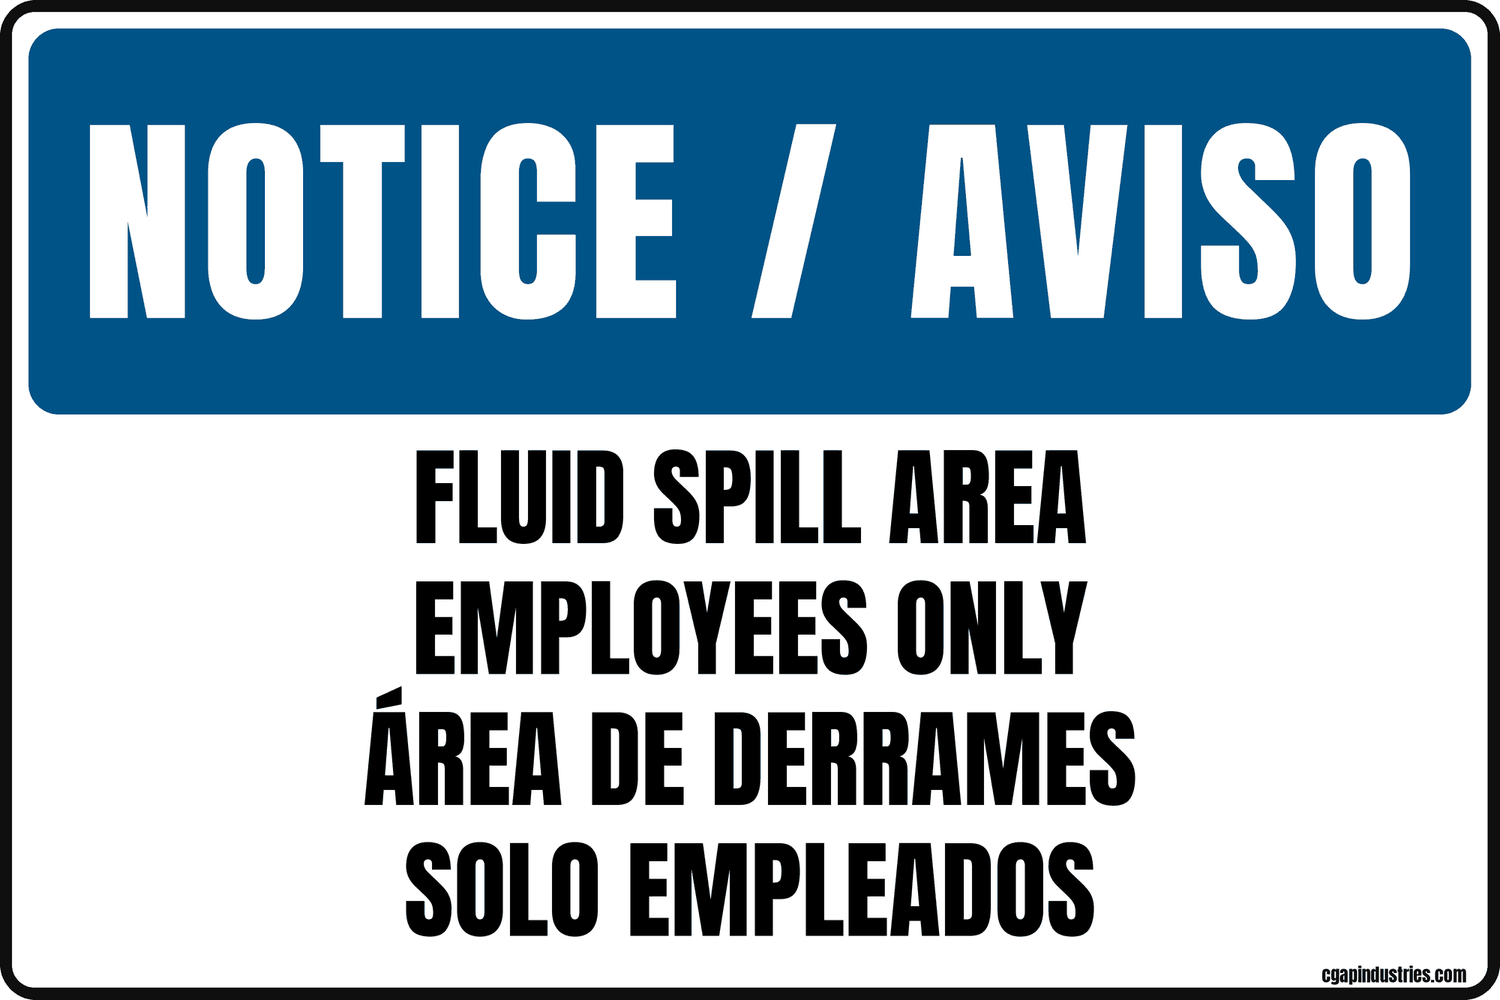 NOTICE / AVISO
FLUID SPILL AREA
EMPLOYEES ONLY
ÁREA DE DERRAMES
SOLO EMPLEADOS
cgapindustries.com